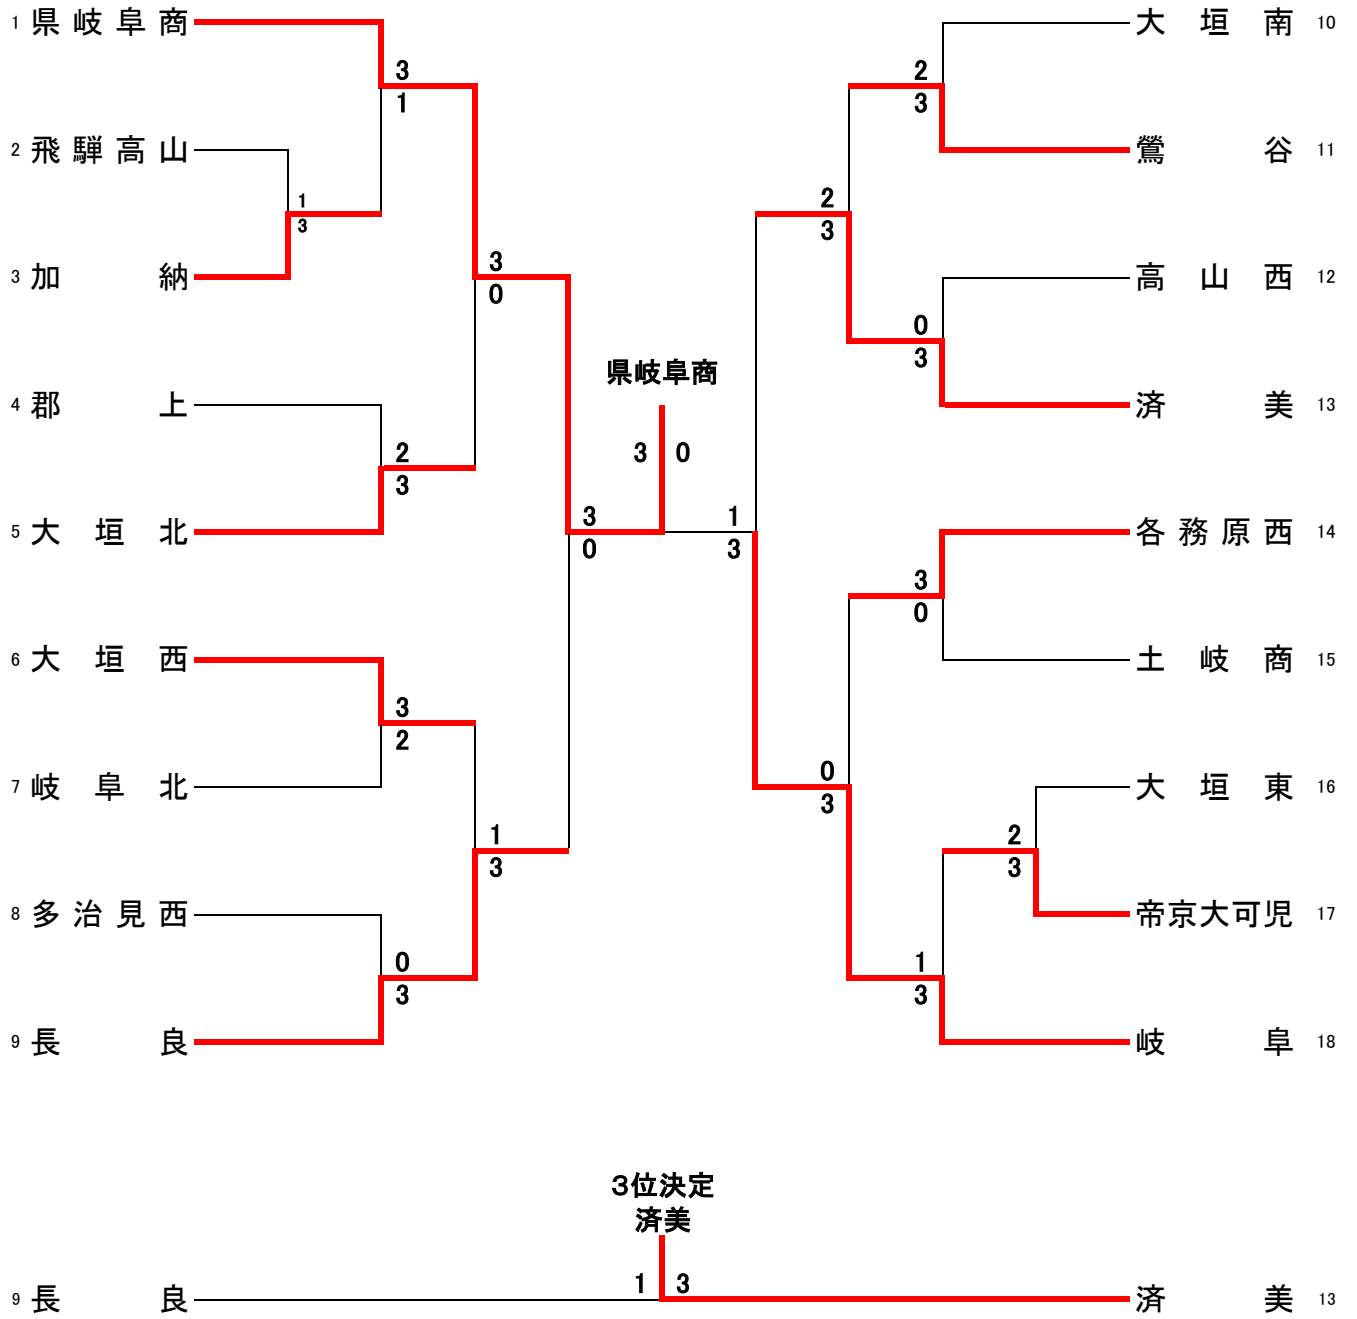 1 県岐阜商
3
1
2 飛騨高山
1
3
3 加納
3
0
4 郡上
2
3
5 大垣北
3
0
6 大垣西
3
2
7 岐阜北
1
3
8 多治見西
0
3
9 長良
県岐阜商
3 0
大垣南 10
2
3
鶯谷 11
2
3
高山西 12
0
3
済美 13
1
3
各務原西 14
3
0
土岐商 15
0
3
大垣東 16
2
3
帝京大可児 17
1
3
岐阜 18
3位決定
済美
1 3
9 長良
済美 13